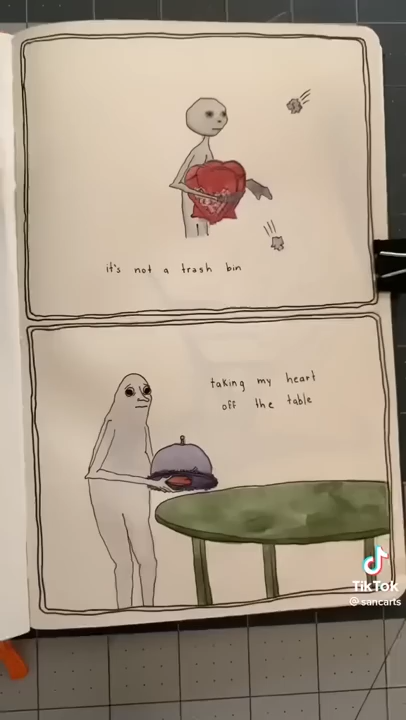 it's not a trash bin
taking my heart
off the table
TikTok
@sancarts